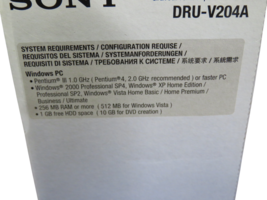 SONY
DRU-V204A
SYSTEM REQUIREMENTS / CONFIGURATION REQUISE /
REQUISITOS DEL SISTEMA / SYSTEMANFORDERUNGEN /
REQUISITI DI SISTEMA / ТРЕБОВАНИЯ К СИСТЕМЕ / 系统要求 / 系統需求
Windows PC
• Pentium® III 1.0 GHz ( Pentium®4, 2.0 GHz recommended ) or faster PC
• Windows® 2000 Professional SP4, Windows® XP Home Edition /
Professional SP2, Windows® Vista Home Basic / Home Premium /
Business / Ultimate
• 256 MB RAM or more ( 512 MB for Windows Vista )
• 1 GB free HDD space ( 10 GB for DVD creation )